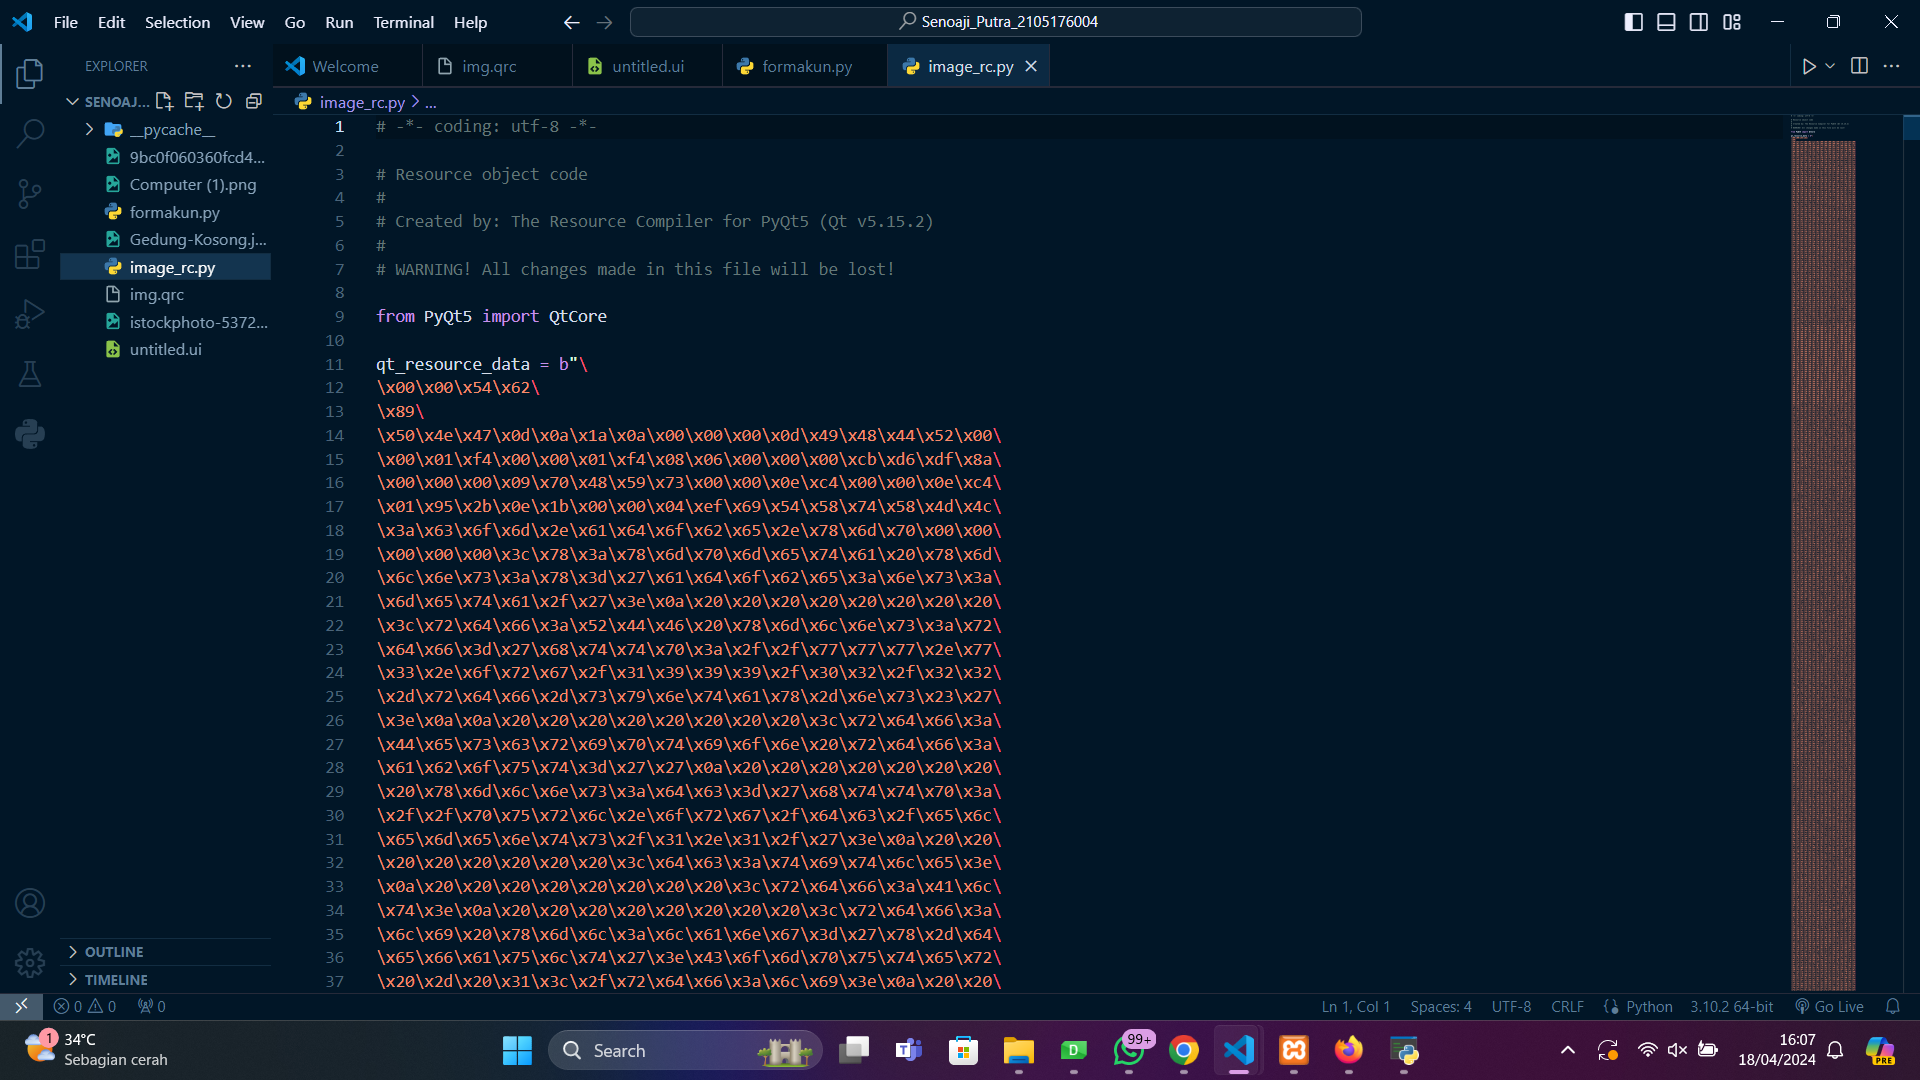 File Edit Selection View Go Run Terminal Help
Senoaji_Putra_2105176004
EXPLORER
Welcome
img.qrc
untitled.ui
formakun.py
image_rc.py
SENOAJ...
image_rc.py > ...
__pycache__
9bc0f060360fcd4...
Computer (1).png
formakun.py
Gedung-Kosong.j...
image_rc.py
img.qrc
istockphoto-5372...
untitled.ui
OUTLINE
TIMELINE
1 # -*- coding: utf-8 -*-
2
3 # Resource object code
4 #
5 # Created by: The Resource Compiler for PyQt5 (Qt v5.15.2)
6 #
7 # WARNING! All changes made in this file will be lost!
8
9 from PyQt5 import QtCore
10
11 qt_resource_data = b"\
12 \x00\x00\x54\x62\
13 \x89\
14 \x50\x4e\x47\x0d\x0a\x1a\x0a\x00\x00\x00\x0d\x49\x48\x44\x52\x00\
15 \x00\x01\xf4\x00\x00\x01\xf4\x08\x06\x00\x00\x00\xcb\xd6\xdf\x8a\
16 \x00\x00\x00\x09\x70\x48\x59\x73\x00\x00\x0e\xc4\x00\x00\x0e\xc4\
17 \x01\x95\x2b\x0e\x1b\x00\x00\x04\xef\x69\x54\x58\x74\x58\x4d\x4c\
18 \x3a\x63\x6f\x6d\x2e\x61\x64\x6f\x62\x65\x2e\x78\x6d\x70\x00\x00\
19 \x00\x00\x00\x3c\x78\x3a\x78\x6d\x70\x6d\x65\x74\x61\x20\x78\x6d\
20 \x6c\x6e\x73\x3a\x78\x3d\x27\x61\x64\x6f\x62\x65\x3a\x6e\x73\x3a\
21 \x6d\x65\x74\x61\x2f\x27\x3e\x0a\x20\x20\x20\x20\x20\x20\x20\x20\
22 \x3c\x72\x64\x66\x3a\x52\x44\x46\x20\x78\x6d\x6c\x6e\x73\x3a\x72\
23 \x64\x66\x3d\x27\x68\x74\x74\x70\x3a\x2f\x2f\x77\x77\x77\x2e\x77\
24 \x33\x2e\x6f\x72\x67\x2f\x31\x39\x39\x39\x2f\x30\x32\x2f\x32\x32\
25 \x2d\x72\x64\x66\x2d\x73\x79\x6e\x74\x61\x78\x2d\x6e\x73\x23\x27\
26 \x3e\x0a\x0a\x20\x20\x20\x20\x20\x20\x20\x20\x3c\x72\x64\x66\x3a\
27 \x44\x65\x73\x63\x72\x69\x70\x74\x69\x6f\x6e\x20\x72\x64\x66\x3a\
28 \x61\x62\x6f\x75\x74\x3d\x27\x27\x0a\x20\x20\x20\x20\x20\x20\x20\
29 \x20\x78\x6d\x6c\x6e\x73\x3a\x64\x63\x3d\x27\x68\x74\x74\x70\x3a\
30 \x2f\x2f\x70\x75\x72\x6c\x2e\x6f\x72\x67\x2f\x64\x63\x2f\x65\x6c\
31 \x65\x6d\x65\x6e\x74\x73\x2f\x31\x2e\x31\x2f\x27\x3e\x0a\x20\x20\
32 \x20\x20\x20\x20\x20\x20\x3c\x64\x63\x3a\x74\x69\x74\x6c\x65\x3e\
33 \x0a\x20\x20\x20\x20\x20\x20\x20\x20\x3c\x72\x64\x66\x3a\x41\x6c\
34 \x74\x3e\x0a\x20\x20\x20\x20\x20\x20\x20\x20\x3c\x72\x64\x66\x3a\
35 \x6c\x69\x20\x78\x6d\x6c\x3a\x6c\x61\x6e\x67\x3d\x27\x78\x2d\x64\
36 \x65\x66\x61\x75\x6c\x74\x27\x3e\x43\x6f\x6d\x70\x75\x74\x65\x72\
37 \x20\x2d\x20\x31\x3c\x2f\x72\x64\x66\x3a\x6c\x69\x3e\x0a\x20\x20\
0 0 0
Ln 1, Col 1 Spaces: 4 UTF-8 CRLF Python 3.10.2 64-bit Go Live
1
34°C
Sebagian cerah
Search
99+
16:07
18/04/2024
PRE